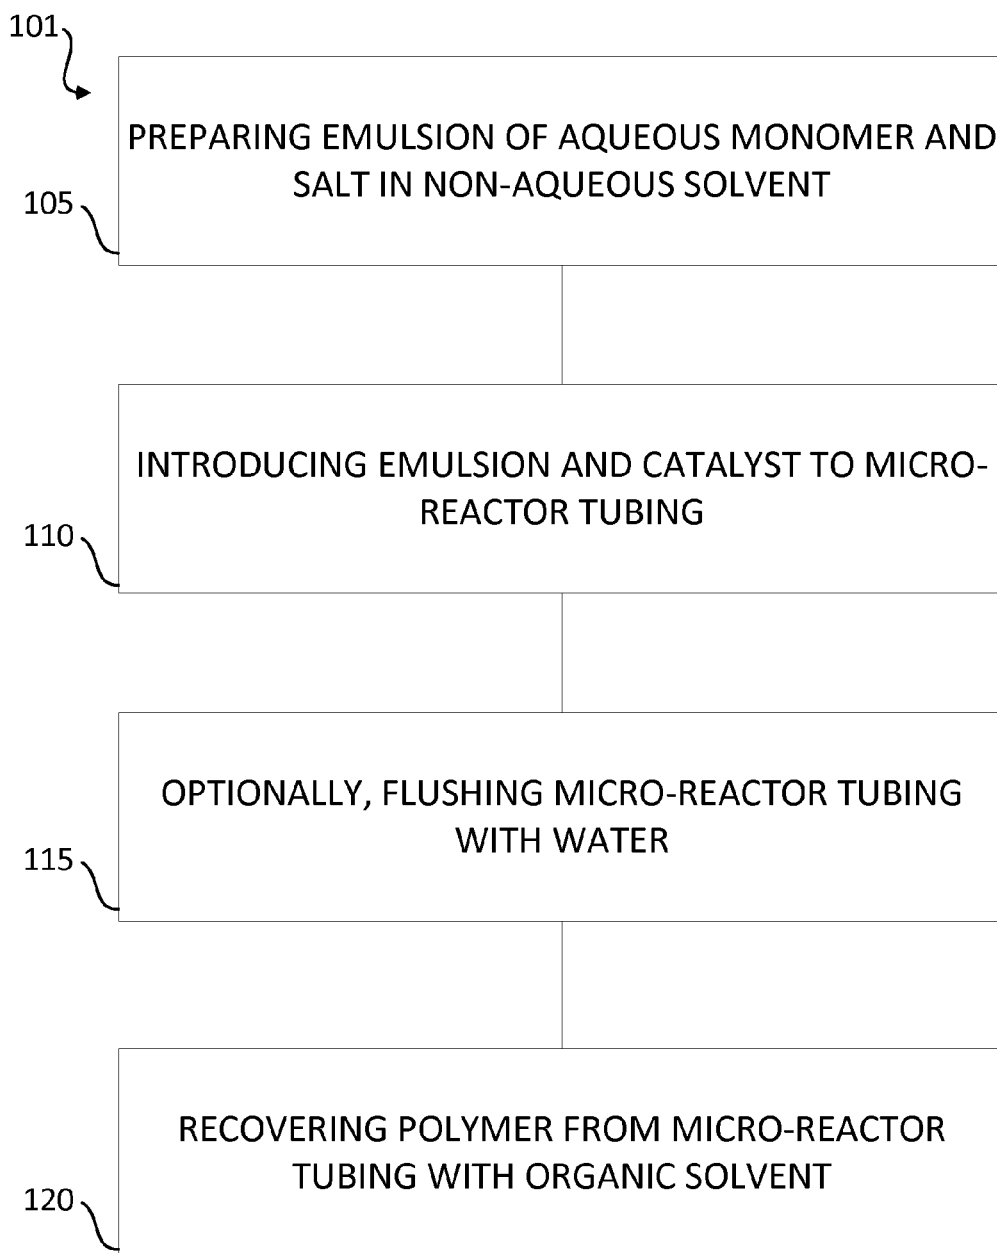 101
PREPARING EMULSION OF AQUEOUS MONOMER AND
SALT IN NON-AQUEOUS SOLVENT
105
INTRODUCING EMULSION AND CATALYST TO MICRO-
REACTOR TUBING
110
OPTIONALLY, FLUSHING MICRO-REACTOR TUBING
WITH WATER
115
RECOVERING POLYMER FROM MICRO-REACTOR
TUBING WITH ORGANIC SOLVENT
120